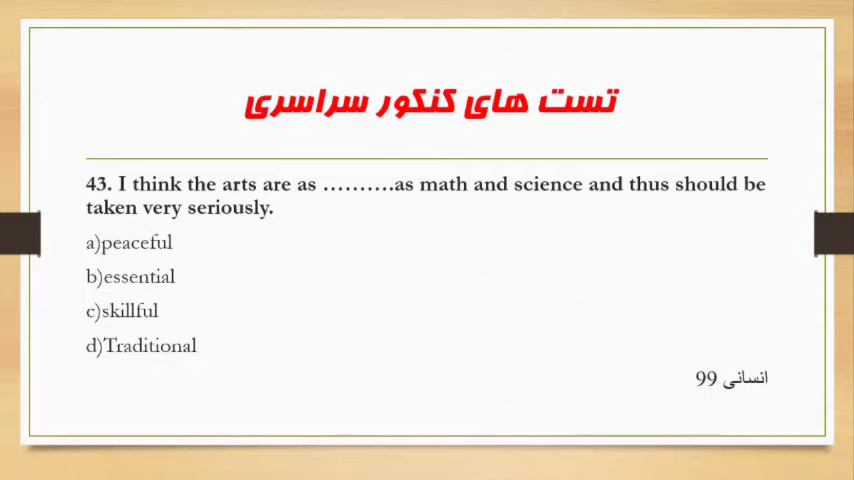 تست های کنکور سراسری
43. I think the arts are as ……….as math and science and thus should be
taken very seriously.
a)peaceful
b)essential
c)skillful
d)Traditional
انسانی 99